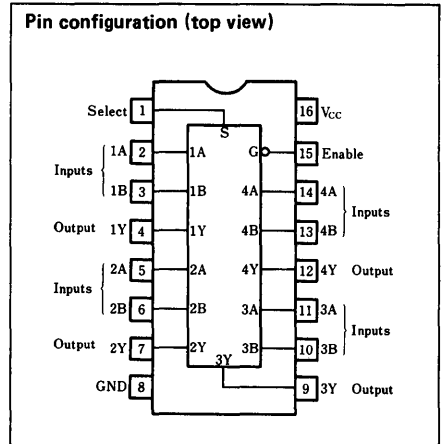 Pin configuration (top view)
Select 1 S 16 Vcc
1A 2 1A G 15 Enable
Inputs
1B 3 1B 4A 14 4A
Inputs
Output 1Y 4 1Y 4B 13 4B
2A 5 2A 4Y 12 4Y Output
Inputs
2B 6 2B 3A 11 3A
Inputs
Output 2Y 7 2Y 3B 10 3B
3Y
GND 8 9 3Y Output